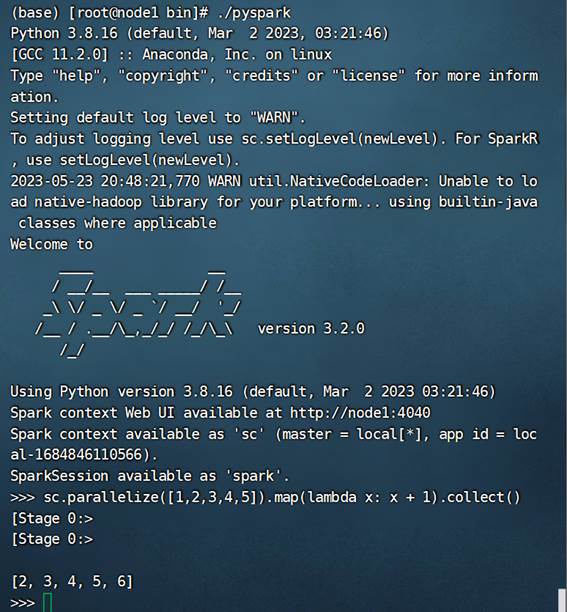 (base) [root@node1 bin]# ./pyspark
Python 3.8.16 (default, Mar  2 2023, 03:21:46)
[GCC 11.2.0] :: Anaconda, Inc. on linux
Type "help", "copyright", "credits" or "license" for more inform
ation.
Setting default log level to "WARN".
To adjust logging level use sc.setLogLevel(newLevel). For SparkR
, use setLogLevel(newLevel).
2023-05-23 20:48:21,770 WARN util.NativeCodeLoader: Unable to lo
ad native-hadoop library for your platform... using builtin-java
 classes where applicable
Welcome to
      ____              __
     / __/__  ___ _____/ /__
    _\ \/ _ \/ _ `/ __/  '_/
   /__ / .__/\_,_/_/ /_/\_\   version 3.2.0
      /_/
Using Python version 3.8.16 (default, Mar  2 2023 03:21:46)
Spark context Web UI available at http://node1:4040
Spark context available as 'sc' (master = local[*], app id = loc
al-1684846110566).
SparkSession available as 'spark'.
>>> sc.parallelize([1,2,3,4,5]).map(lambda x: x + 1).collect()
[Stage 0:>
[Stage 0:>
[2, 3, 4, 5, 6]
>>>